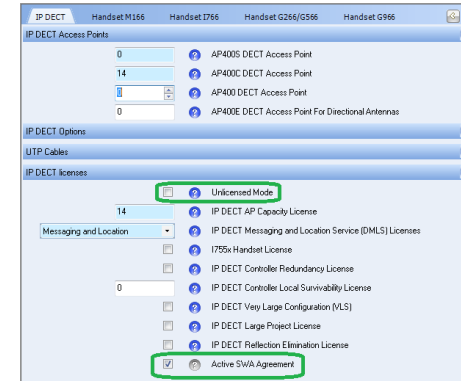 IP DECT Handset M166 Handset I766 Handset G266/G566 Handset G966
IP DECT Access Points
0 AP400S DECT Access Point
14 AP400C DECT Access Point
0 AP400 DECT Access Point
0 AP400E DECT Access Point For Directional Antennas
IP DECT Options
UTP Cables
IP DECT licenses
Unlicensed Mode
14 IP DECT AP Capacity License
Messaging and Location IP DECT Messaging and Location Service (DMLS) Licenses
I755x Handset License
IP DECT Controller Redundancy License
0 IP DECT Controller Local Survivability License
IP DECT Very Large Configuration (VLS)
IP DECT Large Project License
IP DECT Reflection Elimination License
Active SWA Agreement